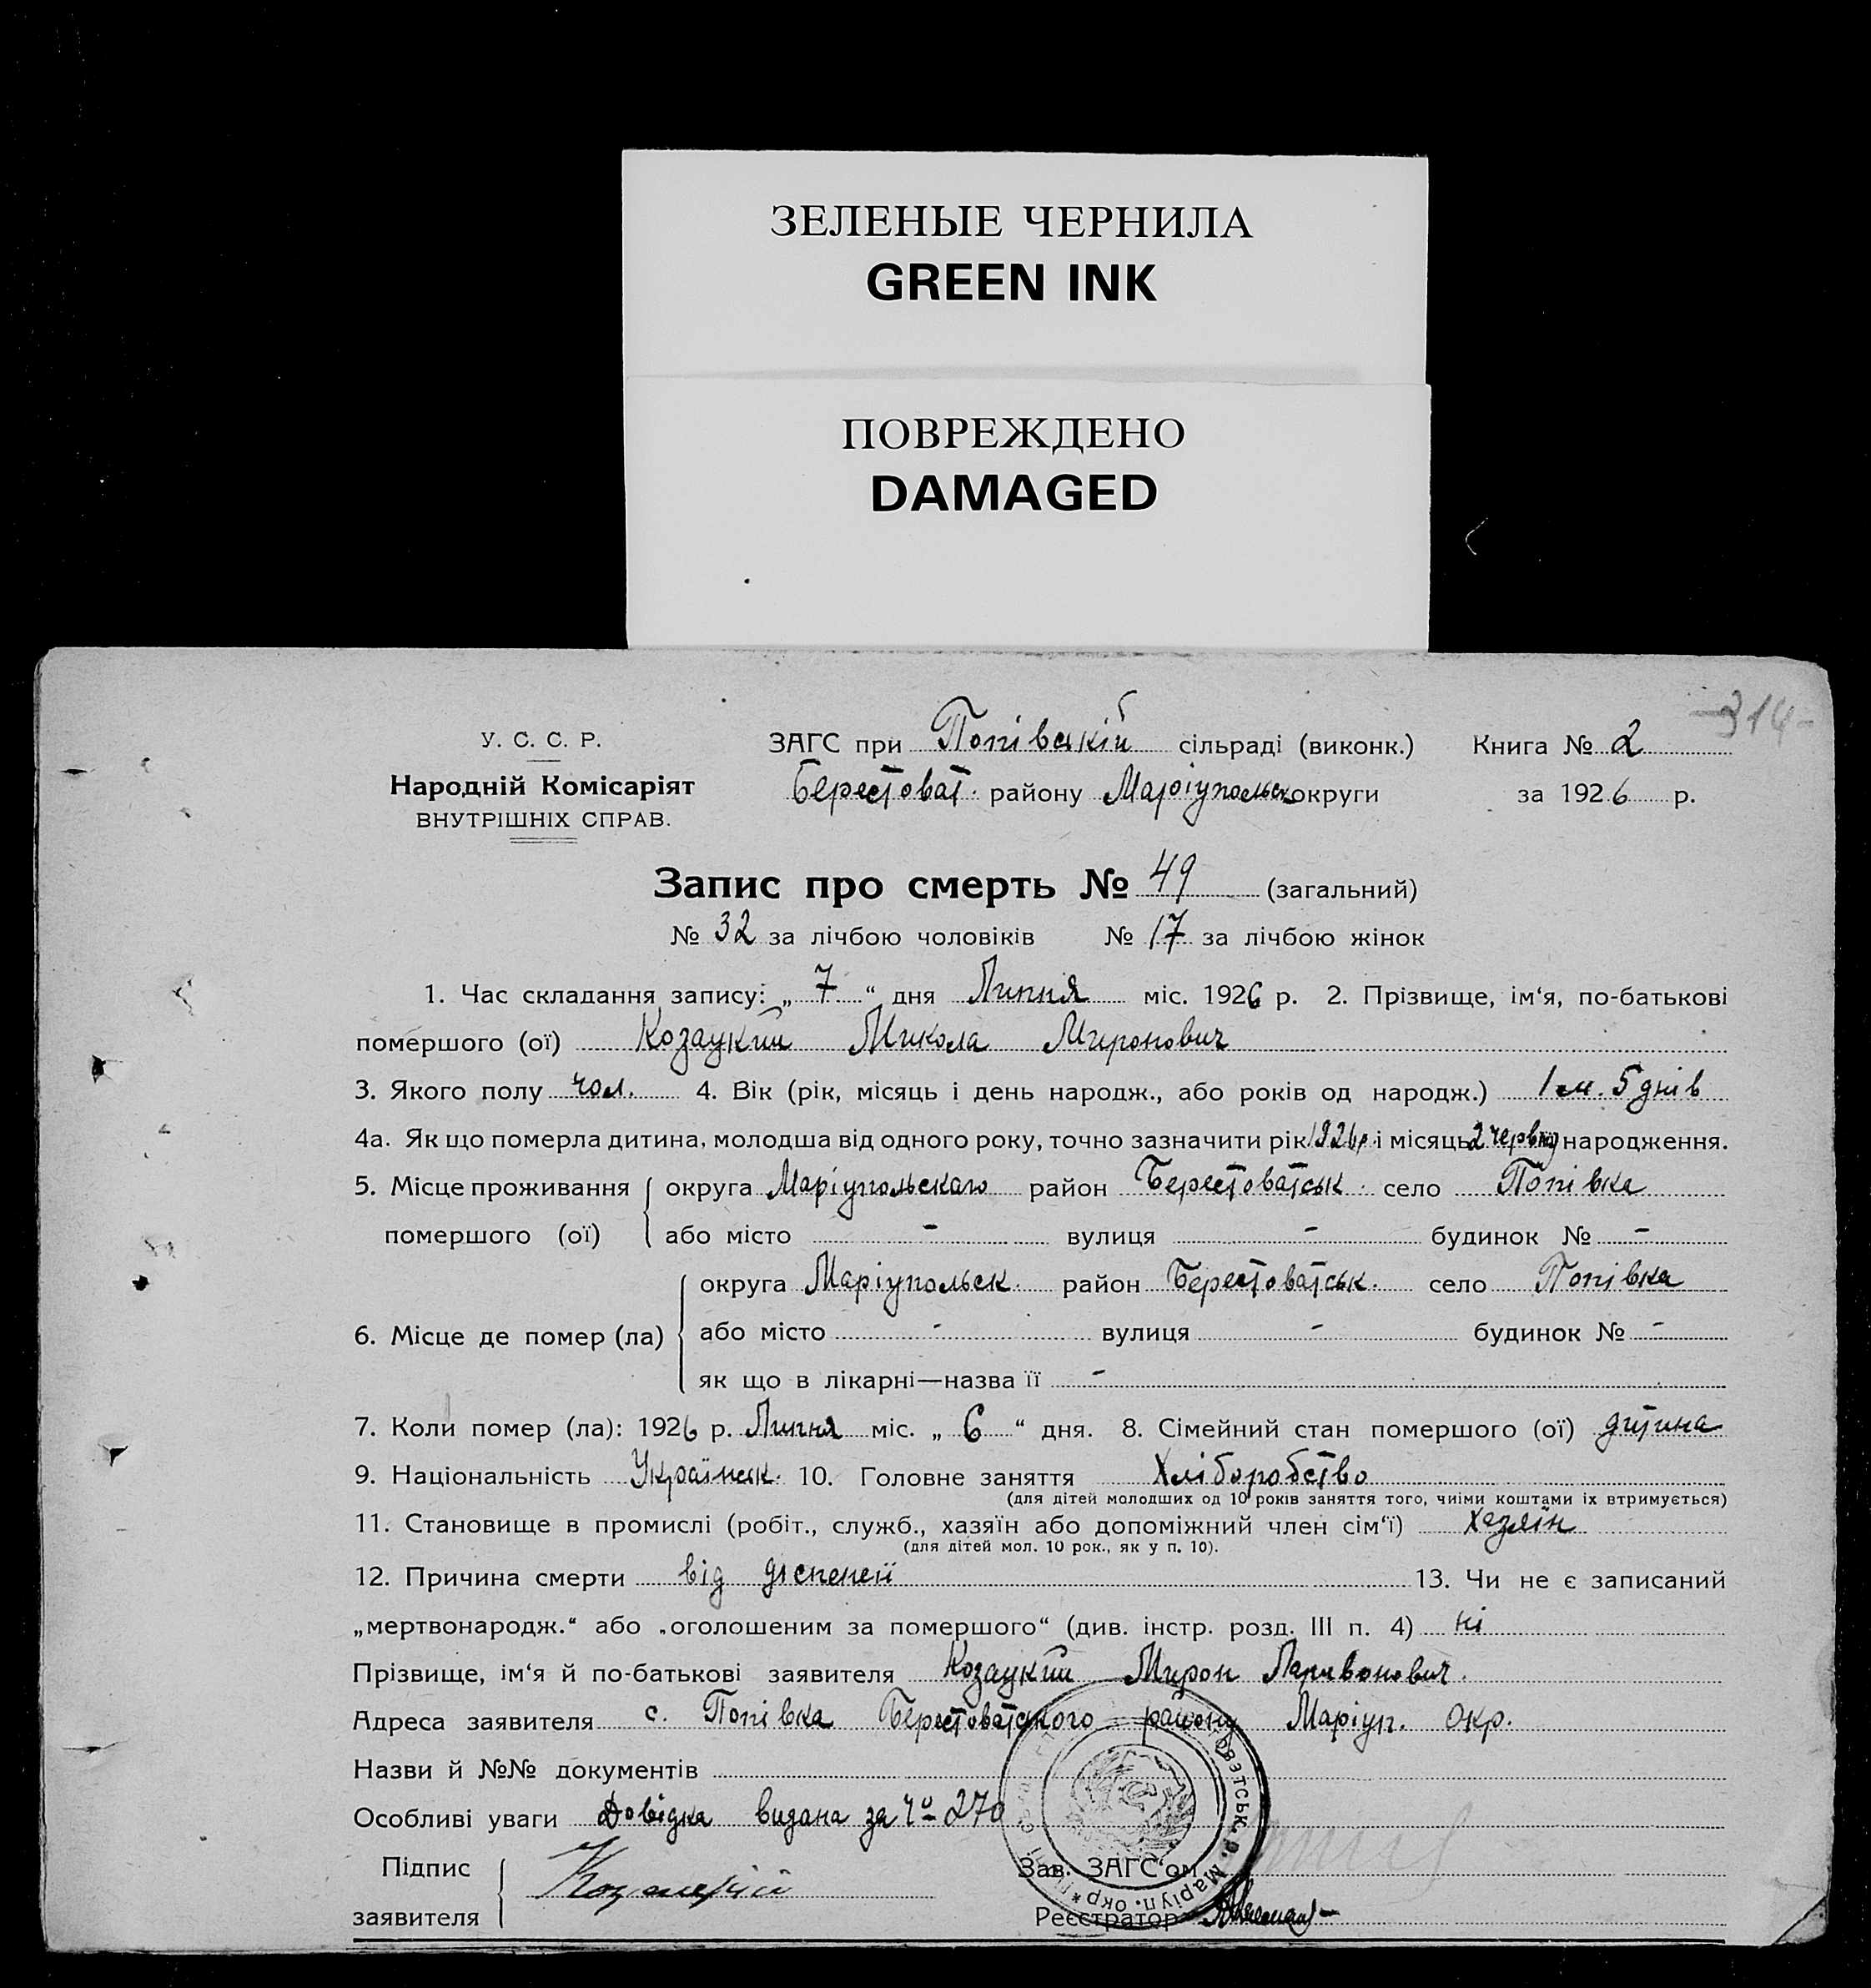 ЗЕЛЕНЫЕ ЧЕРНИЛА
GREEN INK
ПОВРЕЖДЕНО
DAMAGED
314
У. С. С. Р. ЗАГС при Попівській сільраді (виконк.) Книга № 2
Народній Комісаріят Берестоват. району Маріупольськ округи за 1926 р.
ВНУТРІШНІХ СПРАВ.
Запис про смерть № 49 (загальний)
№ 32 за лічбою чоловіків № 17 за лічбою жінок
1. Час складання запису: „7“ дня Липня міс. 1926 р. 2. Прізвище, ім‘я, по-батькові
помершого (ої) Козацкий Микола Миронович
3. Якого полу чол. 4. Вік (рік, місяць і день народж., або років од народж.) 1 м. 5 днів
4а. Як що померла дитина, молодша від одного року, точно зазначити рік 1926 р. і місяць 2 червня народження.
5. Місце проживання округа Маріупольскаго район Берестоватськ. село Попівка
помершого (ої) або місто - вулиця - будинок № -
округа Маріупольск. район Берестоватськ. село Попівка
6. Місце де помер (ла) або місто - вулиця - будинок № -
як що в лікарні—назва її -
7. Коли помер (ла): 1926 р. Липня міс. „6“ дня. 8. Сімейний стан помершого (ої) дитина
9. Національність Українськ. 10. Головне заняття Хліборобство
(для дітей молодших од 10 років заняття того, чиїми коштами їх втримується)
11. Становище в промислі (робіт., служб., хазяїн або допоміжний член сім‘ї) Хазяїн
(для дітей мол. 10 рок., як у п. 10).
12. Причина смерти від 13. Чи не є записаний
„мертвонародж.“ або „оголошеним за помершого“ (див. інстр. розд. III п. 4) ні
Прізвище, ім‘я й по-батькові заявителя Козацкий Мирон Ларивонович.
Адреса заявителя с. Попівка Берестоватського району Маріуп. Окр.
Назви й №№ документів
Особливі уваги Довідка видана за 270
Підпис Зав. ЗАГС‘ом
заявителя Реєстратор
р. Маріуп. окр.